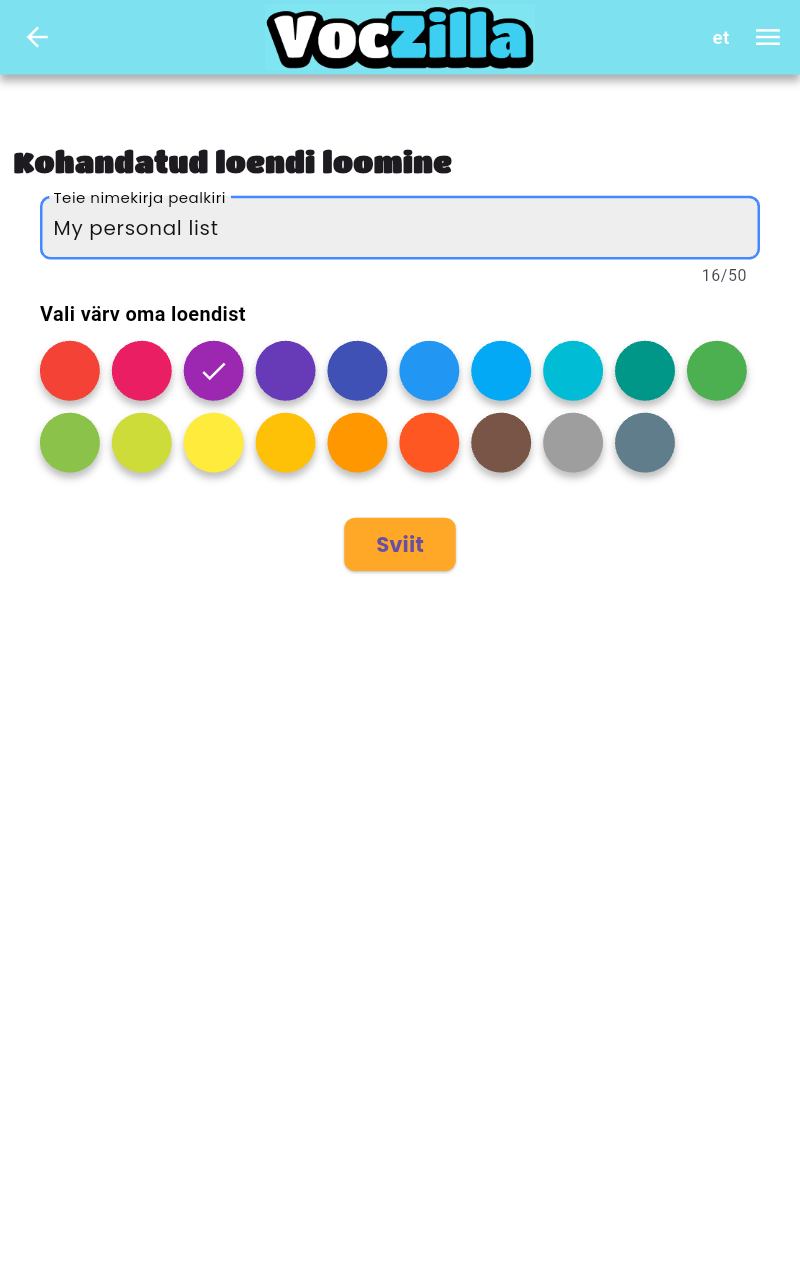 VocZilla
et
Kohandatud loendi loomine
Teie nimekirja pealkiri
My personal list
16/50
Vali värv oma loendist
Sviit